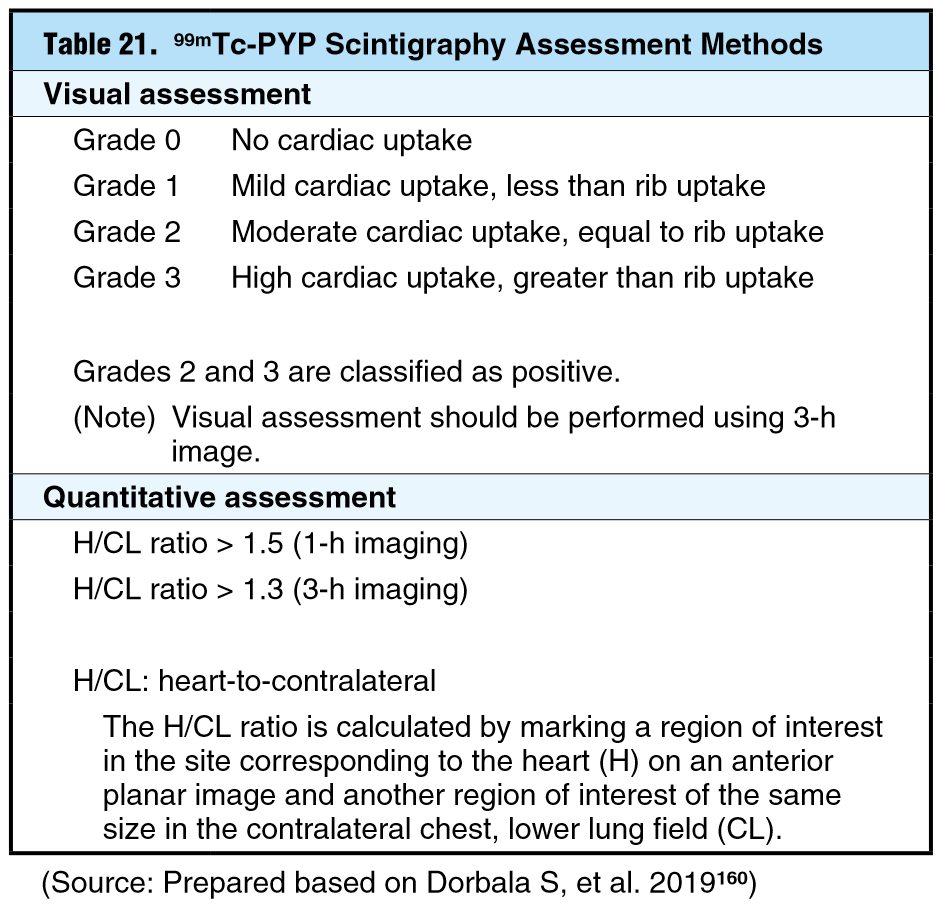 Table 21. ⁹⁹ᵐTc-PYP Scintigraphy Assessment Methods
Visual assessment
Grade 0 No cardiac uptake
Grade 1 Mild cardiac uptake, less than rib uptake
Grade 2 Moderate cardiac uptake, equal to rib uptake
Grade 3 High cardiac uptake, greater than rib uptake
Grades 2 and 3 are classified as positive.
(Note) Visual assessment should be performed using 3-h
image.
Quantitative assessment
H/CL ratio > 1.5 (1-h imaging)
H/CL ratio > 1.3 (3-h imaging)
H/CL: heart-to-contralateral
The H/CL ratio is calculated by marking a region of interest
in the site corresponding to the heart (H) on an anterior
planar image and another region of interest of the same
size in the contralateral chest, lower lung field (CL).
(Source: Prepared based on Dorbala S, et al. 2019¹⁶⁰)